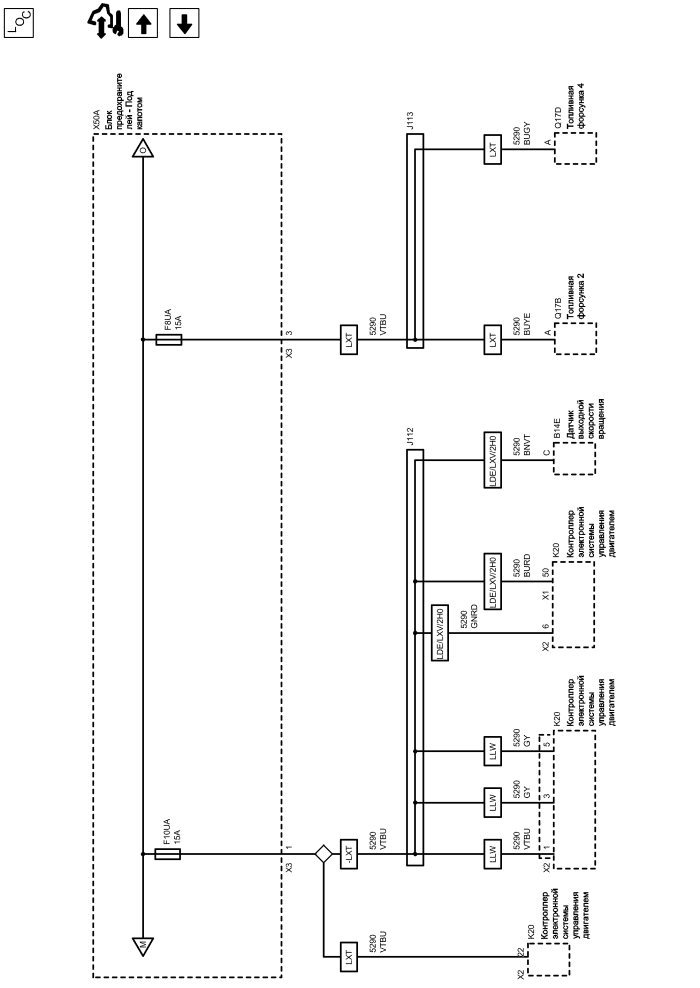 LOC
X50A
Блок
предохраните
лей - Под
капотом
M
O
F10UA
15A
F8UA
15A
X3
1
X3
3
LXT
5290
VTBU
-LXT
5290
VTBU
LXT
5290
VTBU
J112
J113
LLW
5290
VTBU
LLW
5290
GY
LLW
5290
GY
LDE/LXV/2H0
5290
GNRD
LDE/LXV/2H0
5290
BURD
LDE/LXV/2H0
5290
BNVT
LXT
5290
BUYE
LXT
5290
BUGY
X2
22
K20
Контроллер
электронной
системы
управления
двигателем
X2
1
3
5
K20
Контроллер
электронной
системы
управления
двигателем
X2
6
X1
50
K20
Контроллер
электронной
системы
управления
двигателем
C
B14E
Датчик
выходной
скорости
вращения
A
Q17B
Топливная
форсунка 2
A
Q17D
Топливная
форсунка 4